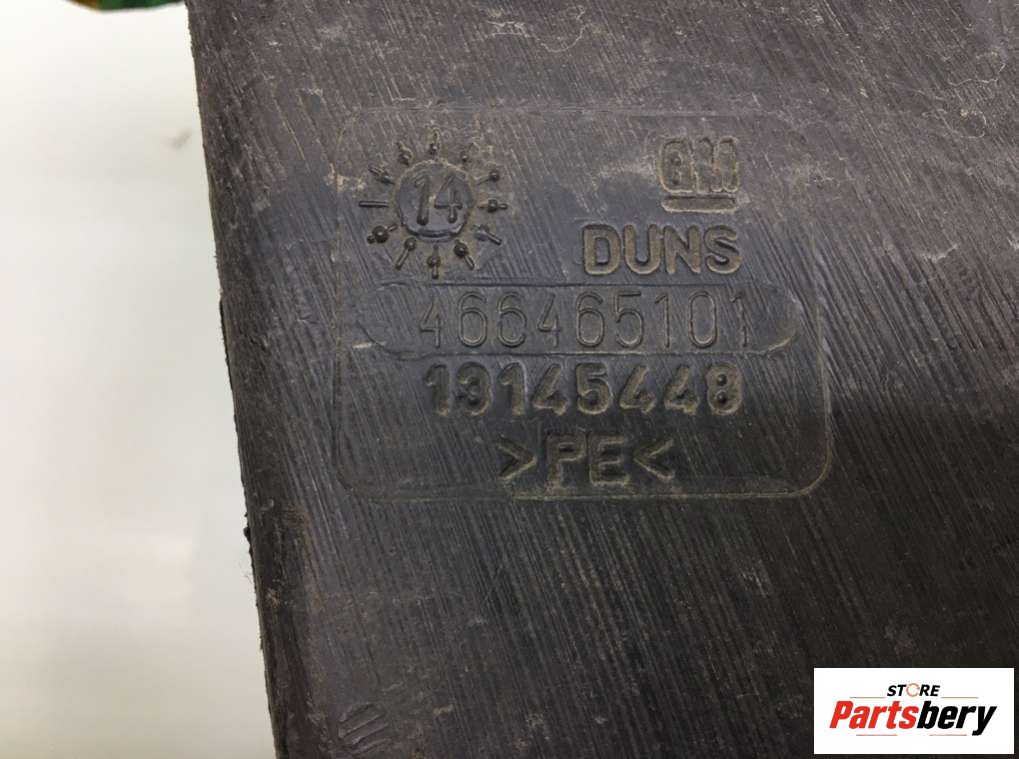 14
GM
DUNS
466465101
13145448
>PE<
STORE
Partsbery